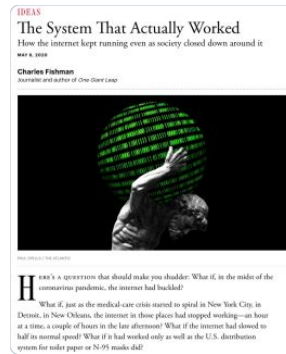 IDEAS
The System That Actually Worked
How the internet kept running even as society closed down around it
MAY 6, 2020
Charles Fishman
Journalist and author of One Giant Leap
PAUL SPELLA / THE ATLANTIC
HERE'S A QUESTION that should make you shudder: What if, in the midst of the
coronavirus pandemic, the internet had buckled?
What if, just as the medical-care crisis started to spiral in New York City, in
Detroit, in New Orleans, the internet in those places had stopped working—an hour
at a time, a couple of hours in the late afternoon? What if the internet had slowed to
half its normal speed? What if it had worked only as well as the U.S. distribution
system for toilet paper or N-95 masks did?